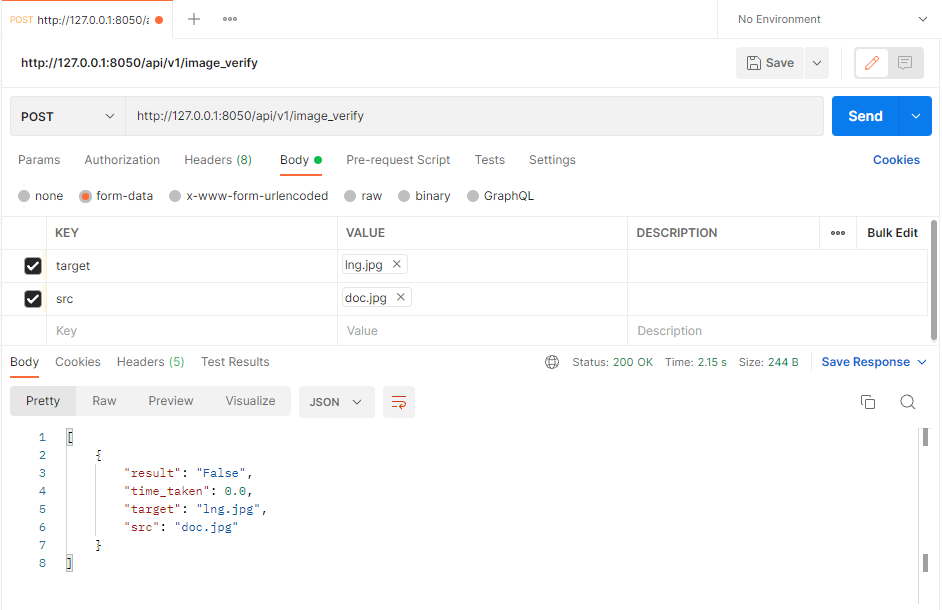 POST http://127.0.0.1:8050/a
No Environment
http://127.0.0.1:8050/api/v1/image_verify
Save
POST http://127.0.0.1:8050/api/v1/image_verify Send
Params Authorization Headers (8) Body Pre-request Script Tests Settings Cookies
none form-data x-www-form-urlencoded raw binary GraphQL
KEY VALUE DESCRIPTION Bulk Edit
target lng.jpg
src doc.jpg
Key Value Description
Body Cookies Headers (5) Test Results Status: 200 OK Time: 2.15 s Size: 244 B Save Response
Pretty Raw Preview Visualize JSON
1 [
2 {
3 "result": "False",
4 "time_taken": 0.0,
5 "target": "lng.jpg",
6 "src": "doc.jpg"
7 }
8 ]